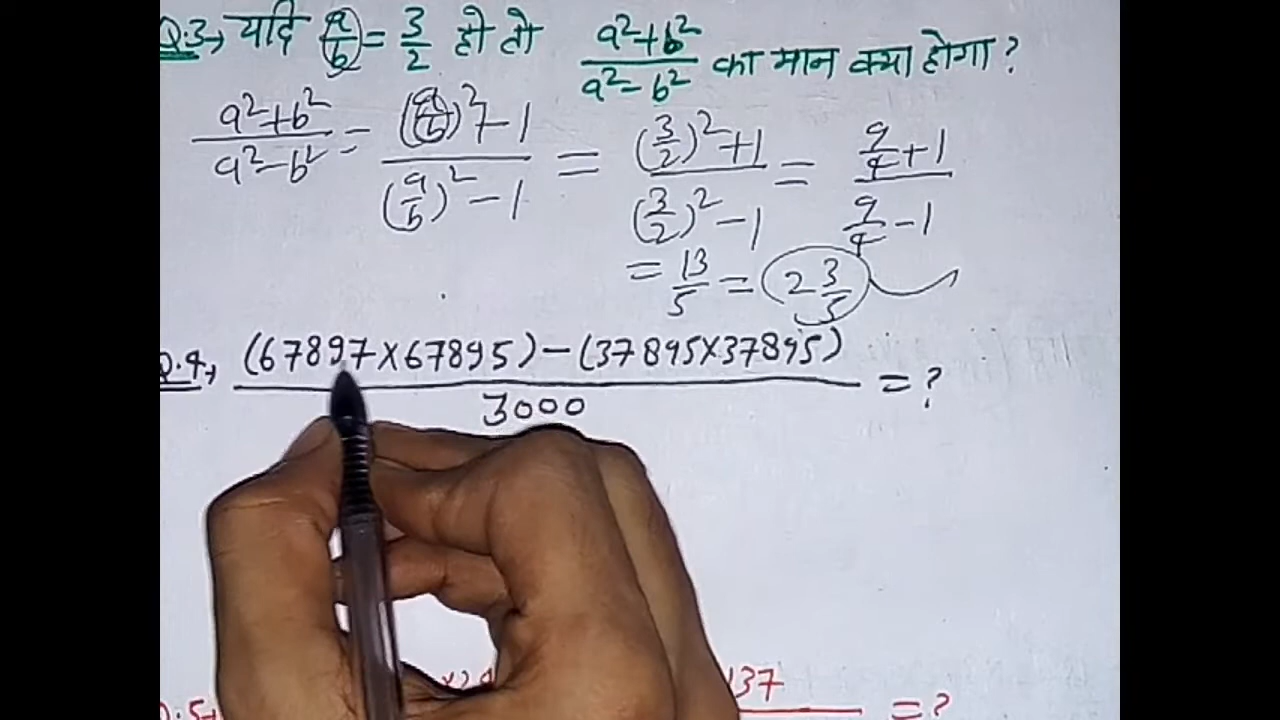 Q.3→ यदि a/b = 3/2 हो तो (a²+b²)/(a²-b²) का मान क्या होगा?
(a²+b²)/(a²-b²) = ((a/b)²+1)/((a/b)²-1) = ((3/2)²+1)/((3/2)²-1) = (9/4+1)/(9/4-1)
= 13/5 = 2 3/5
Q.4→ ((67897×67895)-(37895×37895))/3000 = ?
Q.5→ 137 = ?